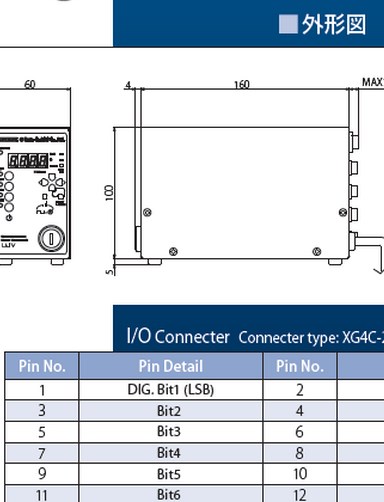 ■外形図
60
4
160
MAX
100
5
I/O Connecter Connecter type: XG4C-2
Pin No. Pin Detail Pin No.
1 DIG. Bit1 (LSB) 2
3 Bit2 4
5 Bit3 6
7 Bit4 8
9 Bit5 10
11 Bit6 12